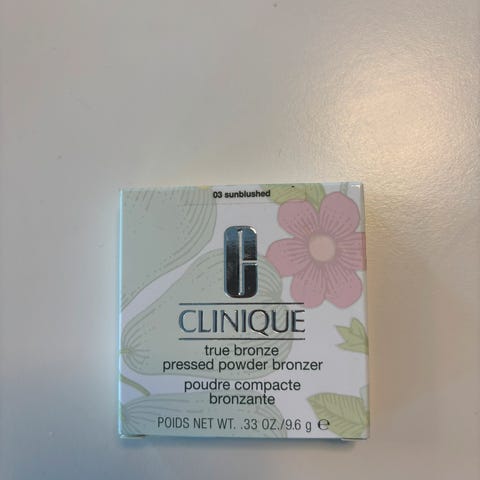 03 sunblushed
C
CLINIQUE
true bronze
pressed powder bronzer
poudre compacte
bronzante
POIDS NET WT. .33 OZ./9.6 g ℮